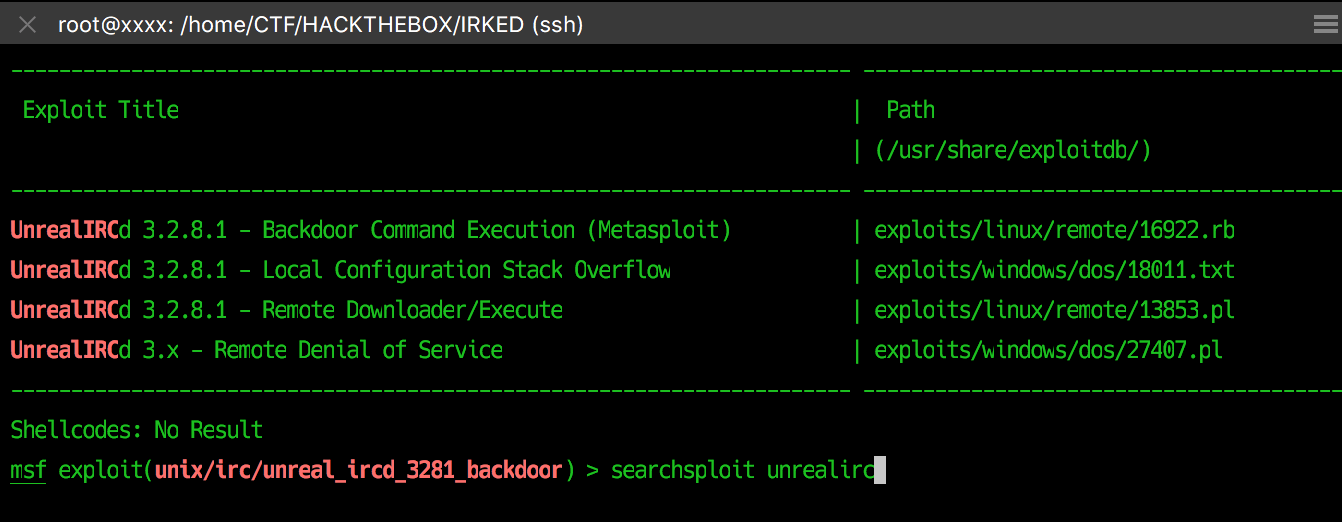 root@xxxx: /home/CTF/HACKTHEBOX/IRKED (ssh)
---------------------------------------------------------------------- ----------------------------------------
Exploit Title | Path
| (/usr/share/exploitdb/)
---------------------------------------------------------------------- ----------------------------------------
UnrealIRCd 3.2.8.1 - Backdoor Command Execution (Metasploit) | exploits/linux/remote/16922.rb
UnrealIRCd 3.2.8.1 - Local Configuration Stack Overflow | exploits/windows/dos/18011.txt
UnrealIRCd 3.2.8.1 - Remote Downloader/Execute | exploits/linux/remote/13853.pl
UnrealIRCd 3.x - Remote Denial of Service | exploits/windows/dos/27407.pl
---------------------------------------------------------------------- ----------------------------------------
Shellcodes: No Result
msf exploit(unix/irc/unreal_ircd_3281_backdoor) > searchsploit unrealirc